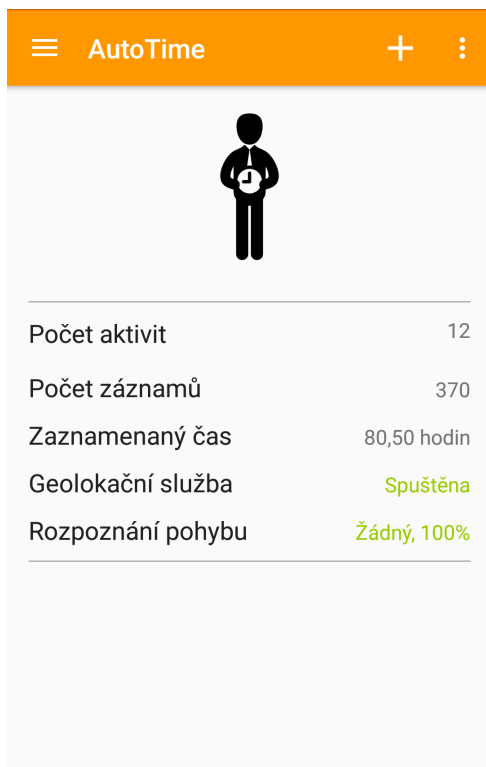 AutoTime
Počet aktivit 12
Počet záznamů 370
Zaznamenaný čas 80,50 hodin
Geolokační služba Spuštěna
Rozpoznání pohybu Žádný, 100%